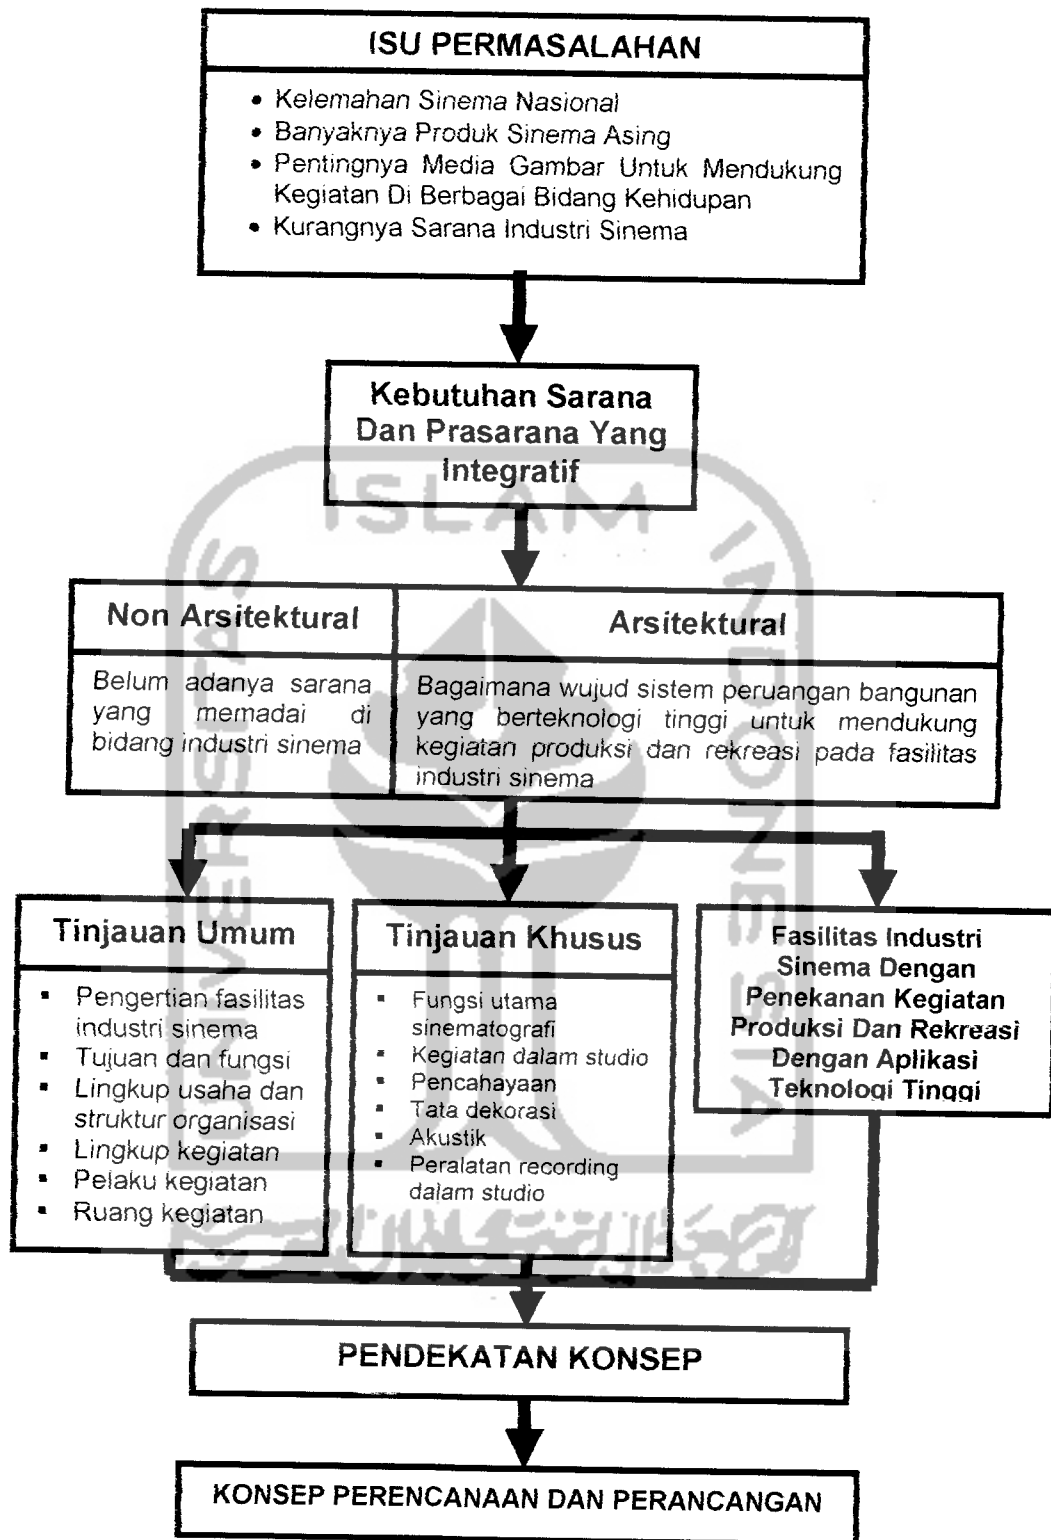 ISU PERMASALAHAN
• Kelemahan Sinema Nasional
• Banyaknya Produk Sinema Asing
• Pentingnya Media Gambar Untuk Mendukung
Kegiatan Di Berbagai Bidang Kehidupan
• Kurangnya Sarana Industri Sinema
Kebutuhan Sarana
Dan Prasarana Yang
Integratif
Non Arsitektural
Belum adanya sarana
yang memadai di
bidang industri sinema
Arsitektural
Bagaimana wujud sistem peruangan bangunan
yang berteknologi tinggi untuk mendukung
kegiatan produksi dan rekreasi pada fasilitas
industri sinema
Tinjauan Umum
▪ Pengertian fasilitas
industri sinema
▪ Tujuan dan fungsi
▪ Lingkup usaha dan
struktur organisasi
▪ Lingkup kegiatan
▪ Pelaku kegiatan
▪ Ruang kegiatan
Tinjauan Khusus
▪ Fungsi utama
sinematografi
▪ Kegiatan dalam studio
▪ Pencahayaan
▪ Tata dekorasi
▪ Akustik
▪ Peralatan recording
dalam studio
Fasilitas Industri
Sinema Dengan
Penekanan Kegiatan
Produksi Dan Rekreasi
Dengan Aplikasi
Teknologi Tinggi
PENDEKATAN KONSEP
KONSEP PERENCANAAN DAN PERANCANGAN
UNIVERSITAS
ISLAM
INDONESIA